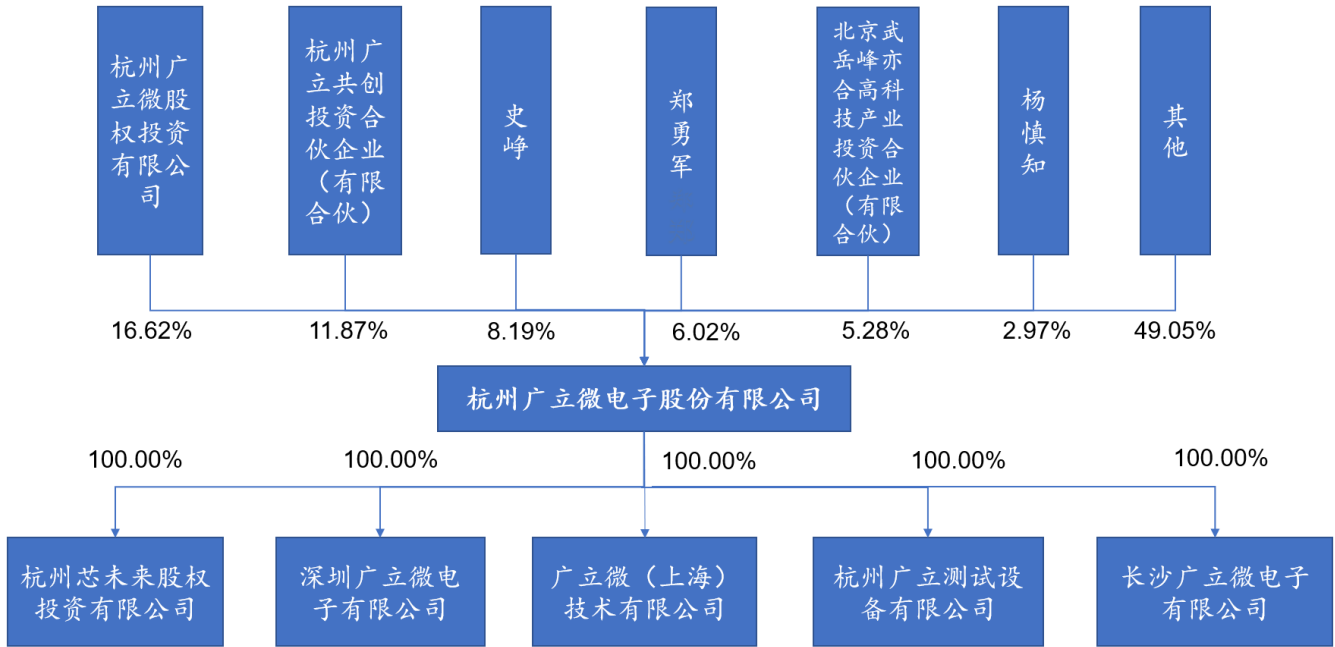 杭州广
立微股
权投资
有限公
司
杭州广
立共创
投资合
伙企业
（有限
合伙）
史
峥
郑
勇
军
北京武
岳峰亦
合高科
技产业
投资合
伙企业
（有限
合伙）
杨
慎
知
其
他
16.62%
11.87%
8.19%
6.02%
5.28%
2.97%
49.05%
杭州广立微电子股份有限公司
100.00%
100.00%
100.00%
100.00%
100.00%
杭州芯未来股权
投资有限公司
深圳广立微电
子有限公司
广立微（上海）
技术有限公司
杭州广立测试设
备有限公司
长沙广立微电子
有限公司